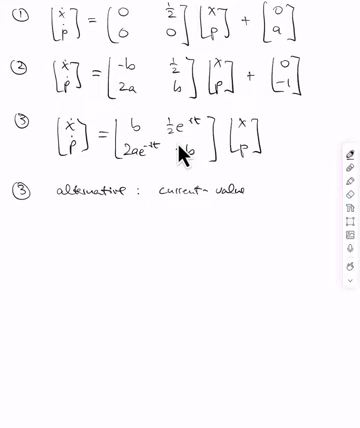 ① [ẋ ṗ] = [0 ½ 0 0] [x p] + [0 a]
② [ẋ ṗ] = [-b ½ 2a b] [x p] + [0 -1]
③ [ẋ ṗ] = [b ½e^-rt 2ae^-rt b] [x p]
③ alternative : current-value